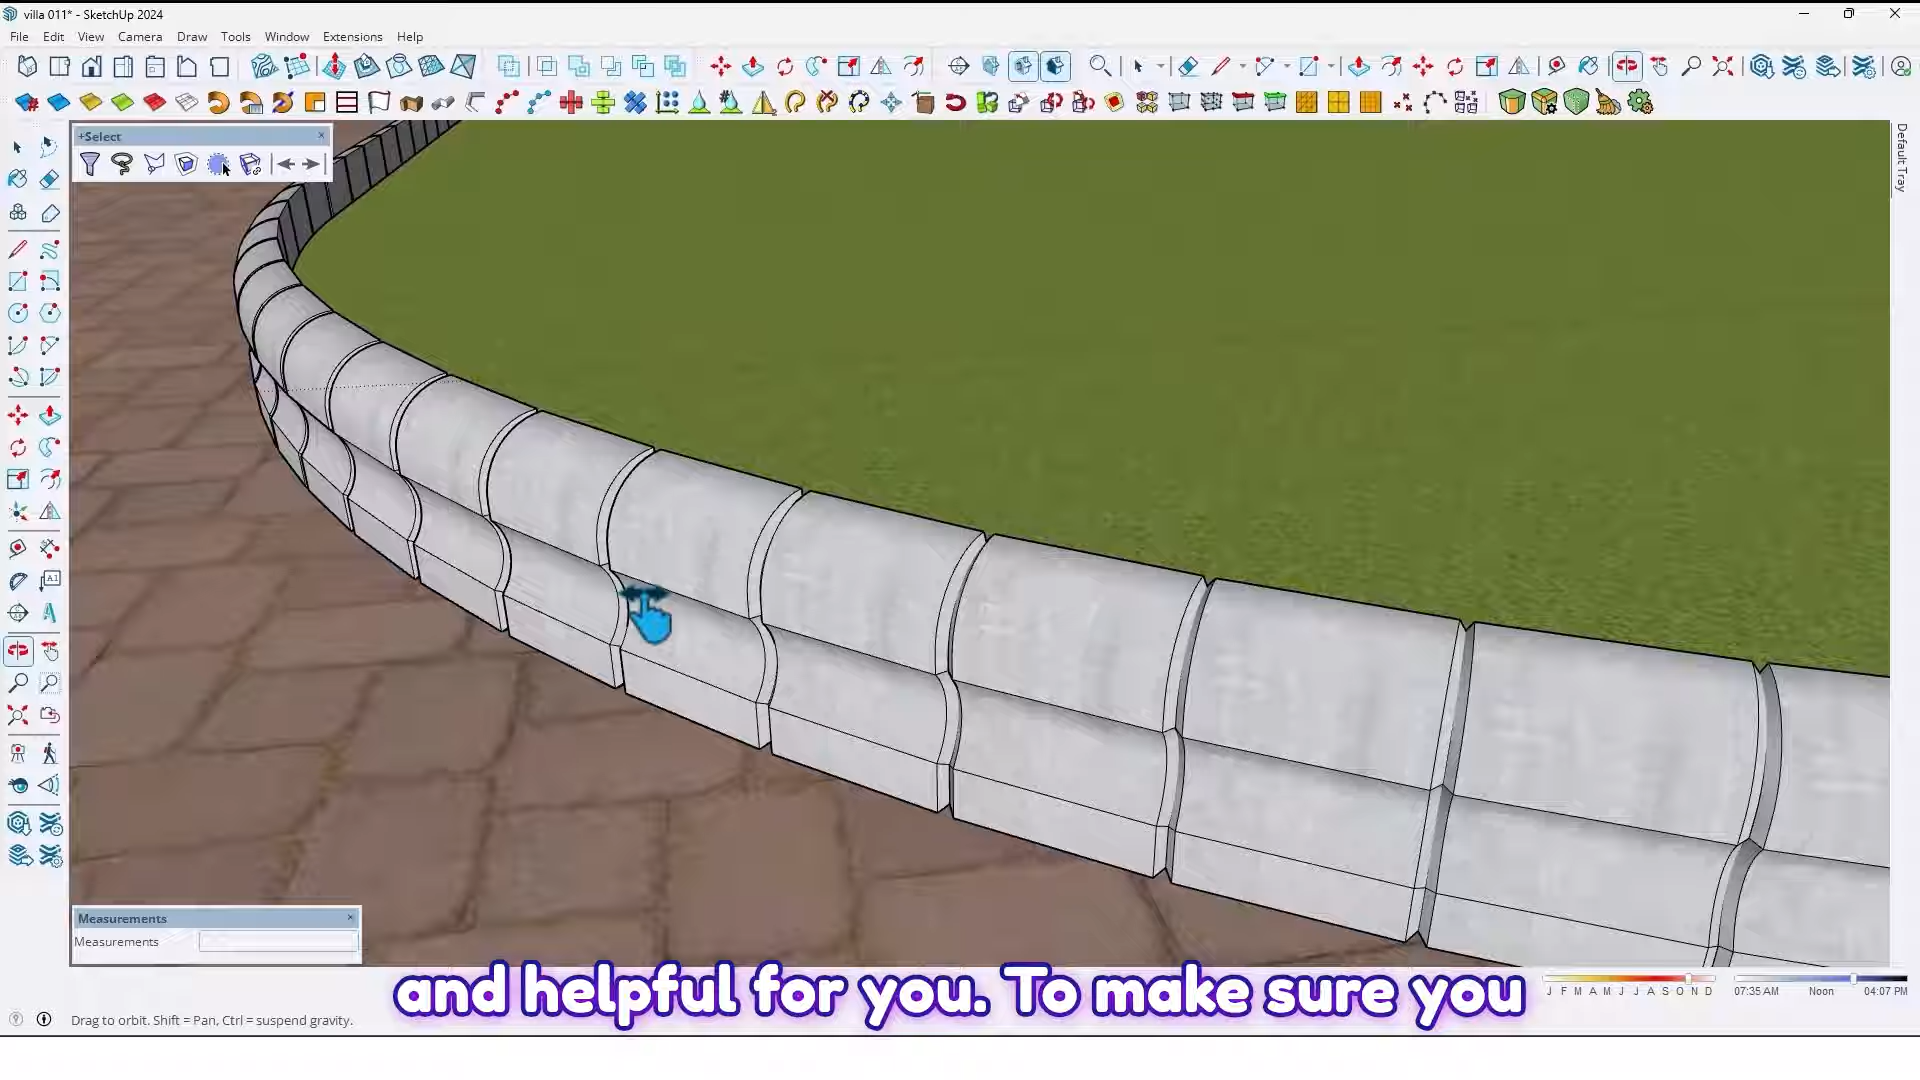 villa 011* - SketchUp 2024
File Edit View Camera Draw Tools Window Extensions Help
+Select
Default Tray
A1
A
Measurements
Measurements
and helpful for you. To make sure you
J F M A M J J A S O N D
07:35 AM Noon 04:07 PM
Drag to orbit. Shift = Pan, Ctrl = suspend gravity.